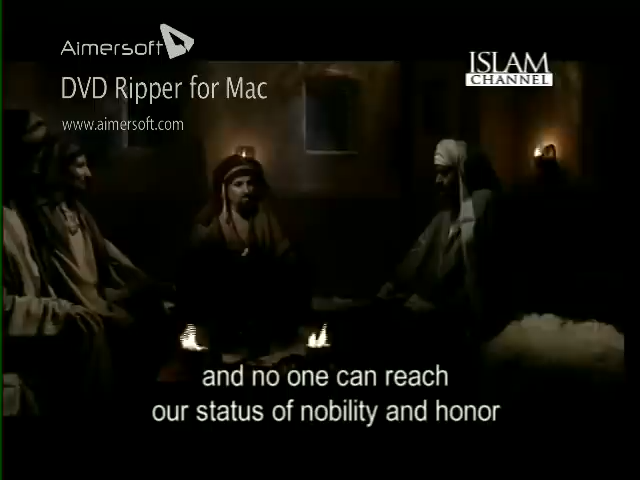 Aimersoft
DVD Ripper for Mac
www.aimersoft.com
ISLAM
CHANNEL
and no one can reach
our status of nobility and honor